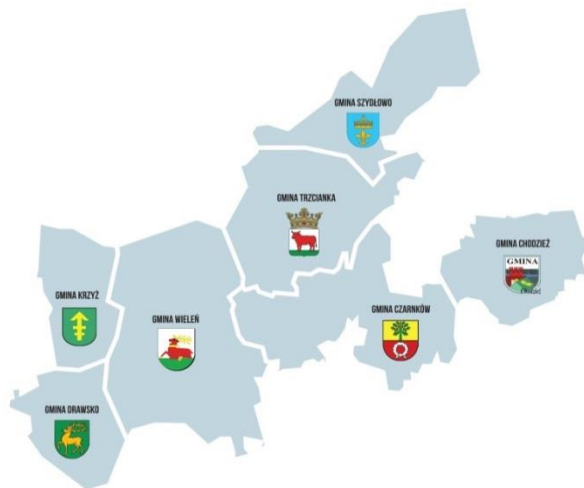 GMINA SZYDŁOWO
GMINA TRZCIANKA
GMINA CHODZIEŻ
GMINA
GMINA KRZYŻ
GMINA WIELEŃ
GMINA CZARNKÓW
GMINA DRAWSKO